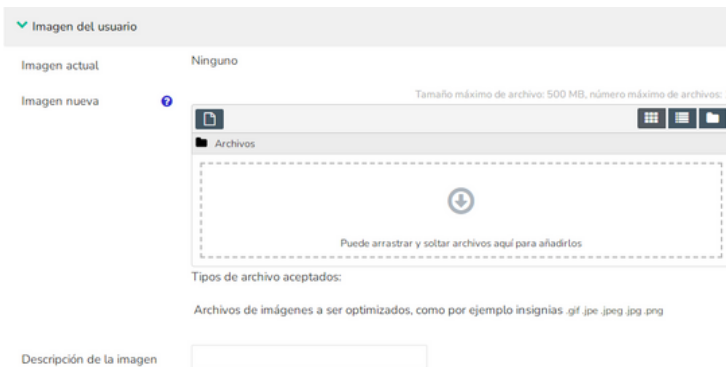 Imagen del usuario
Imagen actual
Ninguno
Imagen nueva
Tamaño máximo de archivo: 500 MB, número máximo de archivos:
Archivos
Puede arrastrar y soltar archivos aquí para añadirlos
Tipos de archivo aceptados:
Archivos de imágenes a ser optimizados, como por ejemplo insignias .gif .jpe .jpeg .jpg .png
Descripción de la imagen